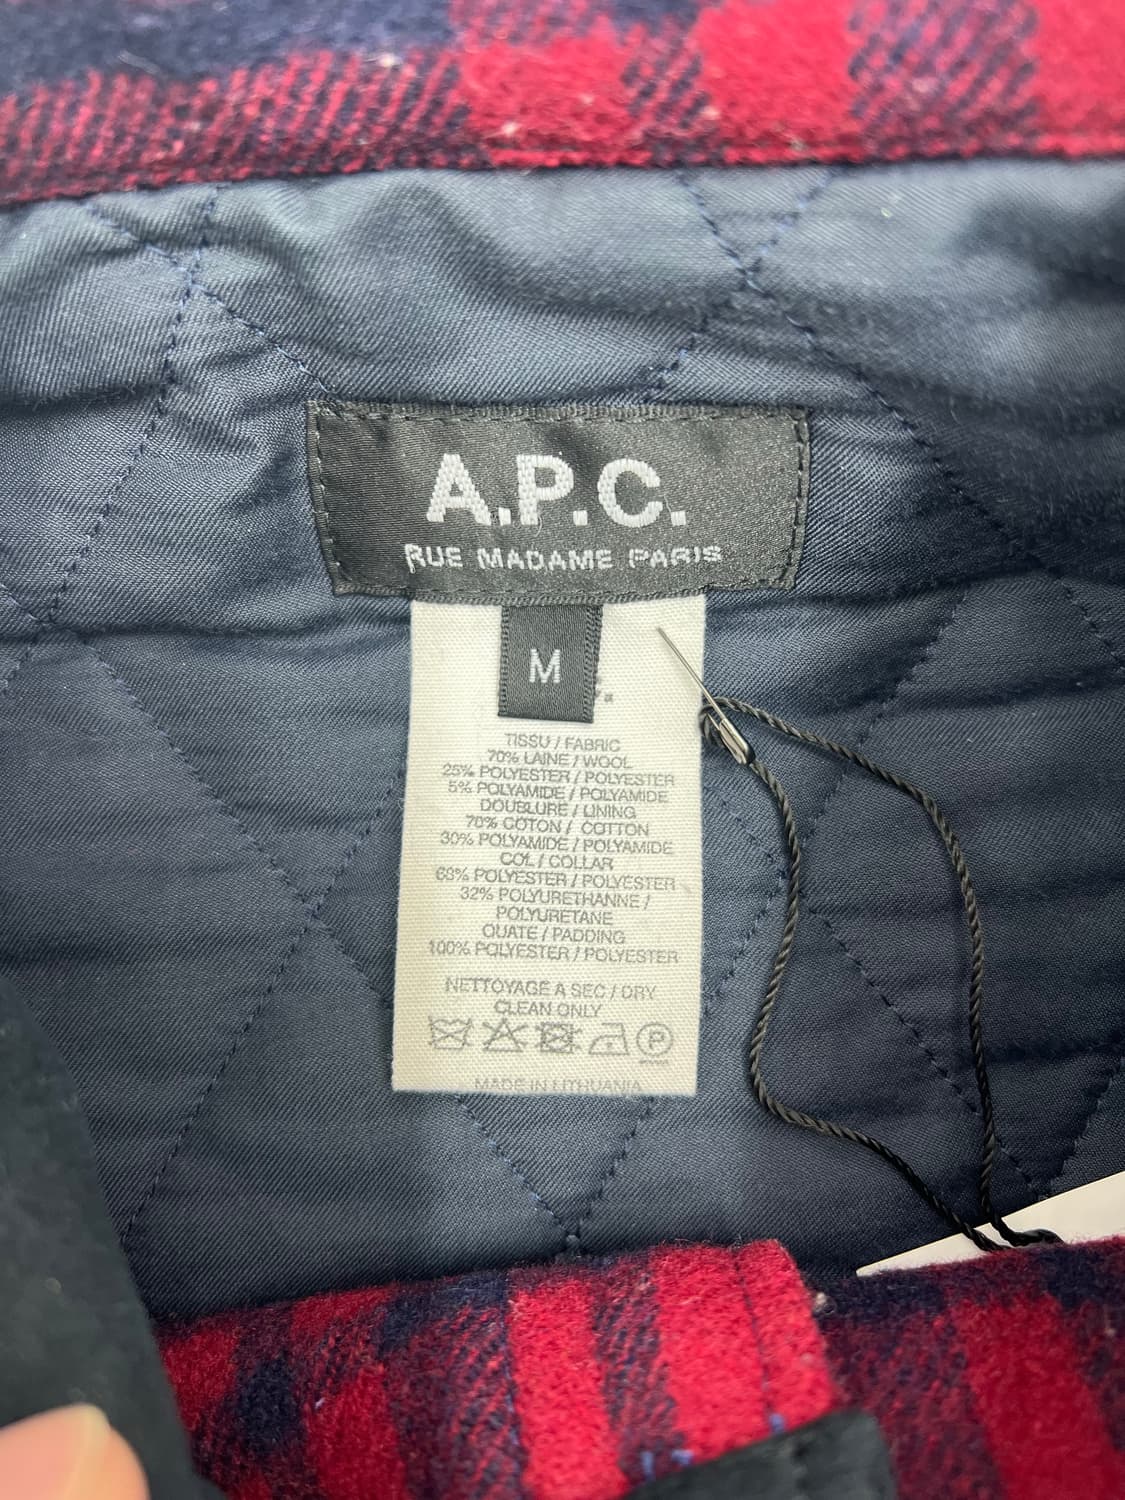 A.P.C.
RUE MADAME PARIS
M
TISSU / FABRIC
70% LAINE / WOOL
25% POLYESTER / POLYESTER
5% POLYAMIDE / POLYAMIDE
DOUBLURE / LINING
70% COTON / COTTON
30% POLYAMIDE / POLYAMIDE
COL / COLLAR
68% POLYESTER / POLYESTER
32% POLYURETHANNE /
POLYURETANE
OUATE / PADDING
100% POLYESTER / POLYESTER
NETTOYAGE A SEC / DRY
CLEAN ONLY
P
MADE IN LITHUANIA